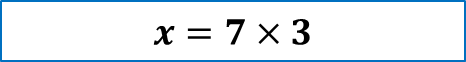 x = 7 × 3